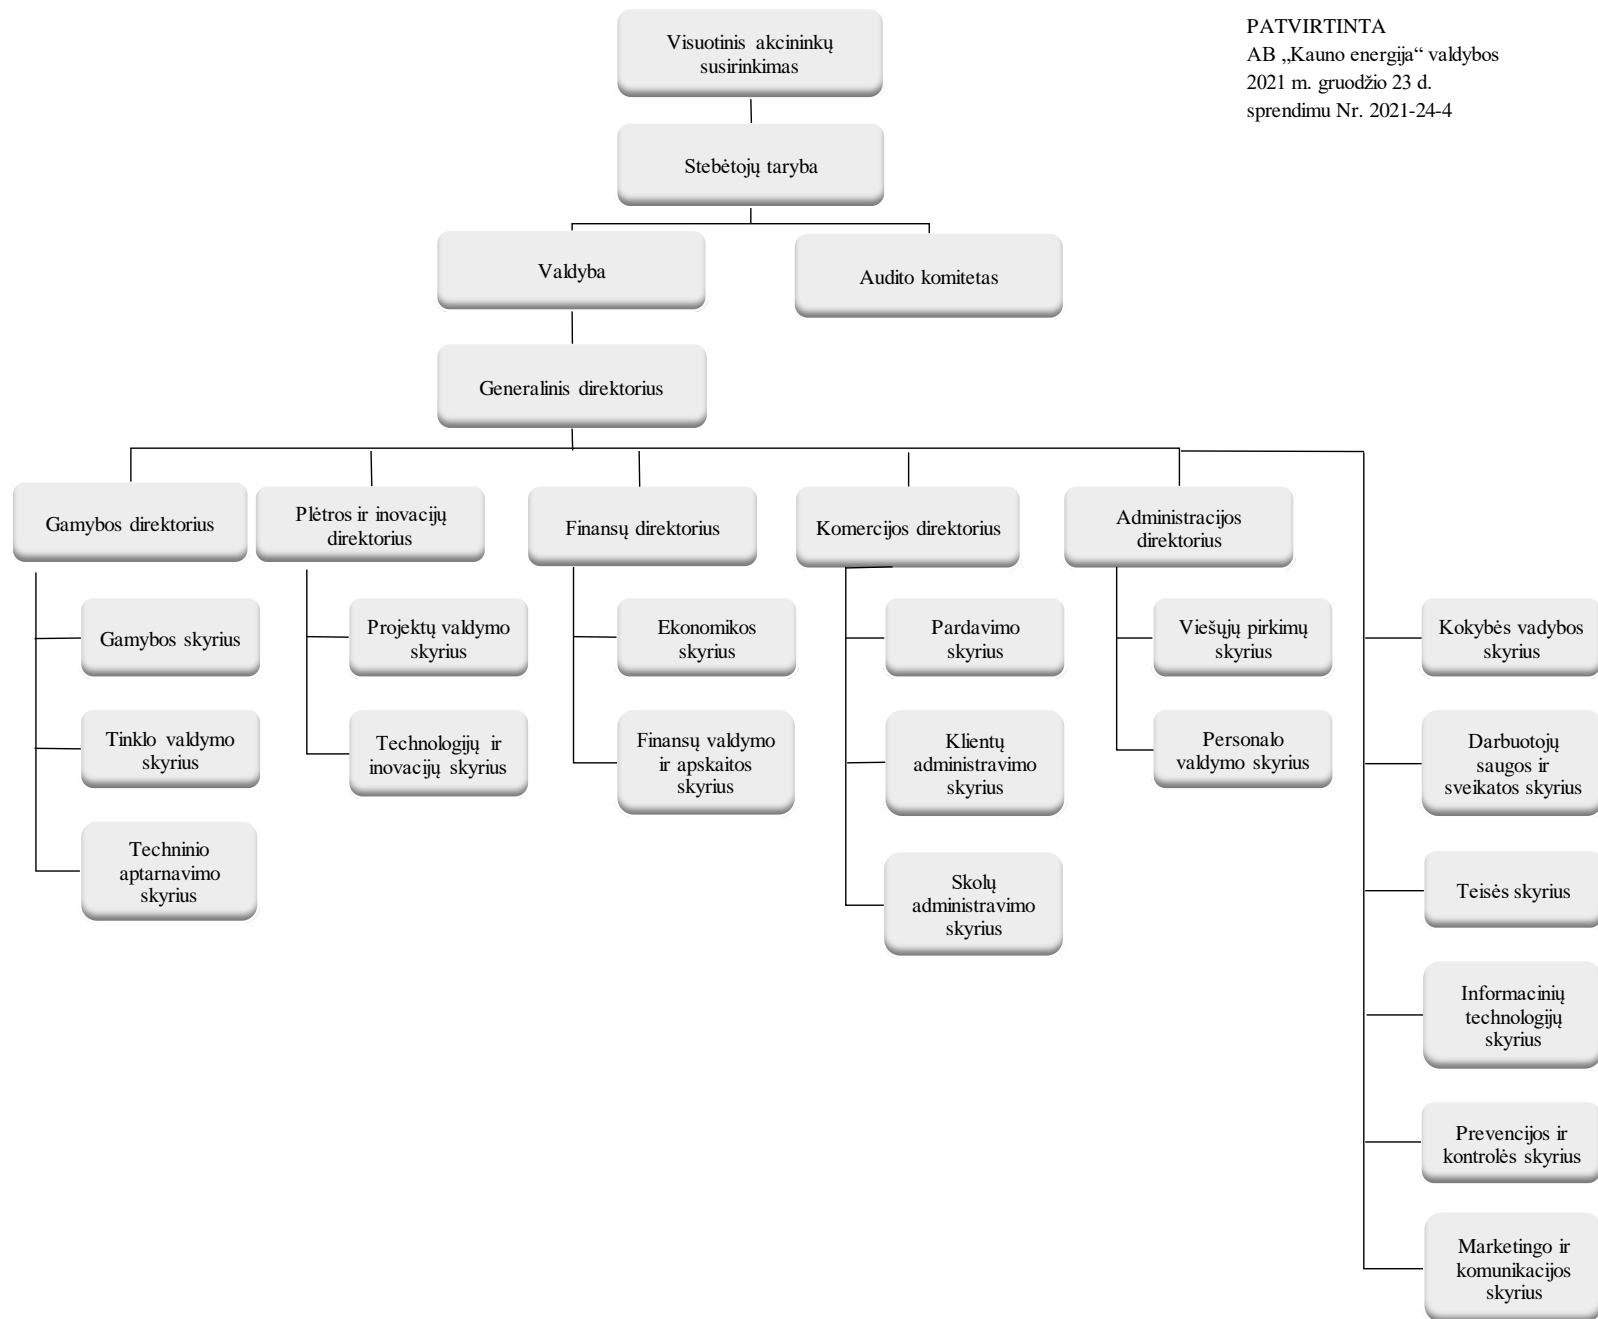 Visuotinis akcininkų
susirinkimas
PATVIRTINTA
AB „Kauno energija“ valdybos
2021 m. gruodžio 23 d.
sprendimu Nr. 2021-24-4
Stebėtojų taryba
Valdyba
Audito komitetas
Generalinis direktorius
Gamybos direktorius
Plėtros ir inovacijų
direktorius
Finansų direktorius
Komercijos direktorius
Administracijos
direktorius
Gamybos skyrius
Tinklo valdymo
skyrius
Techninio
aptarnavimo
skyrius
Projektų valdymo
skyrius
Technologijų ir
inovacijų skyrius
Ekonomikos
skyrius
Finansų valdymo
ir apskaitos
skyrius
Pardavimo
skyrius
Klientų
administravimo
skyrius
Skolų
administravimo
skyrius
Viešųjų pirkimų
skyrius
Personalo
valdymo skyrius
Kokybės vadybos
skyrius
Darbuotojų
saugos ir
sveikatos skyrius
Teisės skyrius
Informacinių
technologijų
skyrius
Prevencijos ir
kontrolės skyrius
Marketingo ir
komunikacijos
skyrius